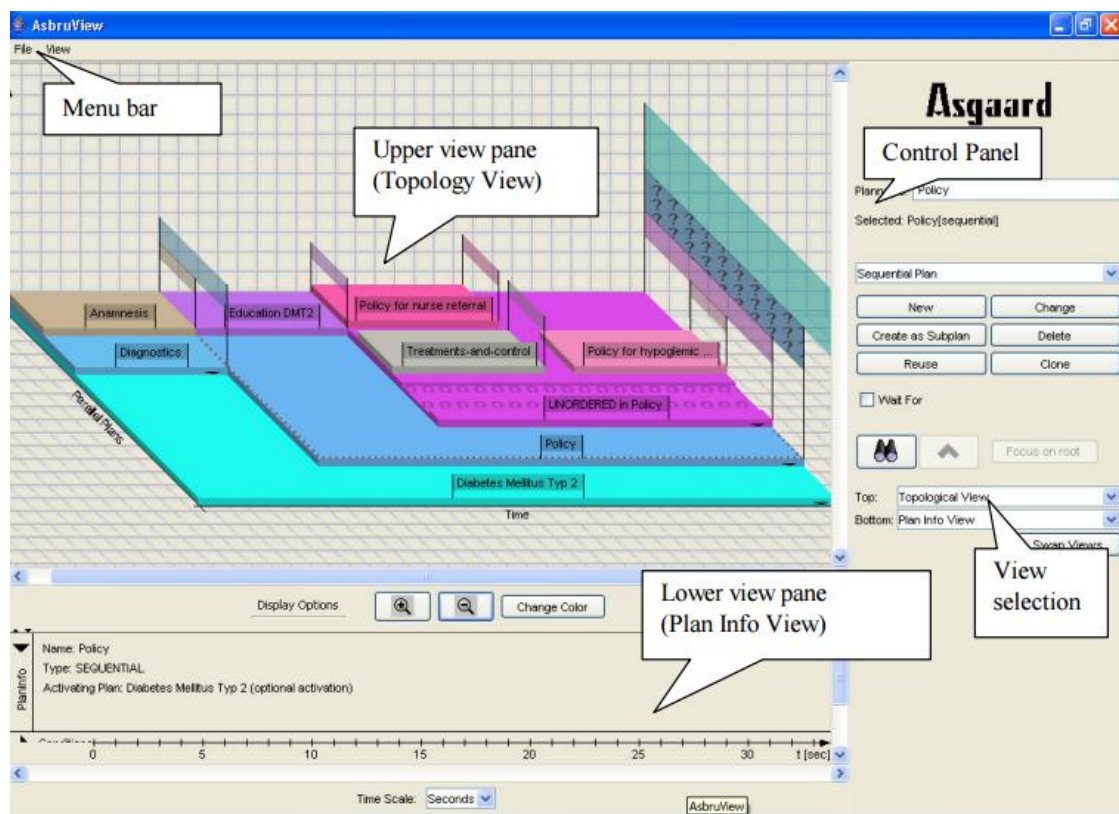 AsbruView
File View
Menu bar
Upper view pane
(Topology View)
Asgaard
Control Panel
Policy
Selected: Policy[sequential]
Sequential Plan
New Change
Create as Subplan Delete
Reuse Clone
Wait For
Focus on root
Top: Topological View
Bottom: Plan Info View
Swap Views
View
selection
Anamnesis
Education DMT2
Policy for nurse referral
Diagnostics
Treatments-and-control
Policy for hypoglemic ...
UNORDERED in Policy
Policy
Diabetes Mellitus Typ 2
Parallel Plans
Time
? ? ? ? ? ? ? ?
Display Options Change Color
Lower view pane
(Plan Info View)
PlanInfo
Name: Policy
Type: SEQUENTIAL
Activating Plan: Diabetes Mellitus Typ 2 (optional activation)
0 5 10 15 20 25 30 t [sec]
Time Scale: Seconds
AsbruView